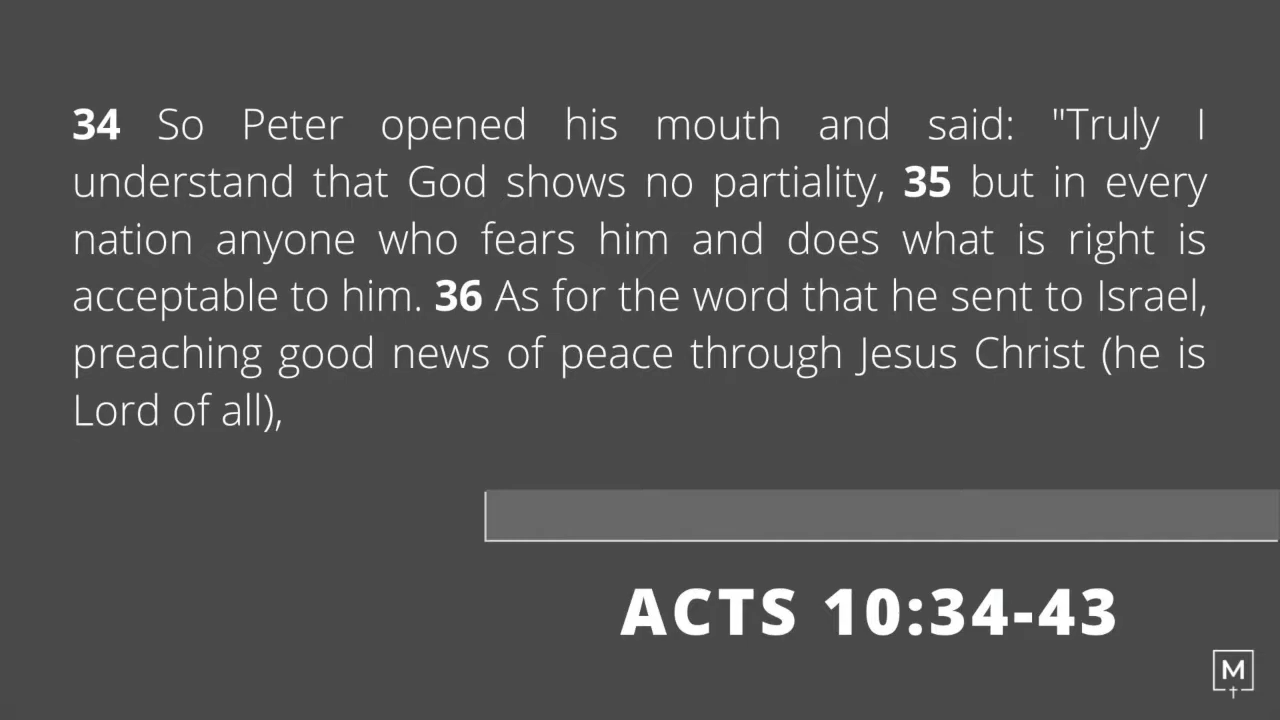 34 So Peter opened his mouth and said: "Truly I
understand that God shows no partiality, 35 but in every
nation anyone who fears him and does what is right is
acceptable to him. 36 As for the word that he sent to Israel,
preaching good news of peace through Jesus Christ (he is
Lord of all),
ACTS 10:34-43
M